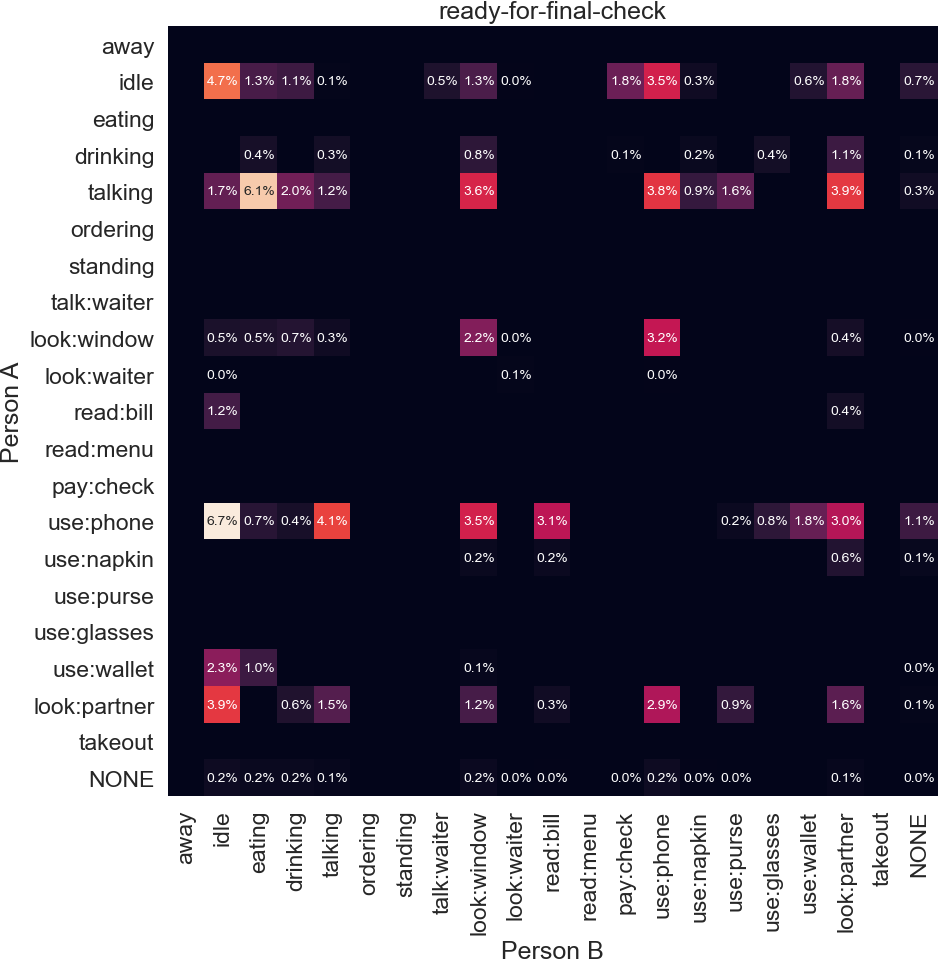 ready-for-final-check
away
idle 4.7% 1.3% 1.1% 0.1% 0.5% 1.3% 0.0% 1.8% 3.5% 0.3% 0.6% 1.8% 0.7%
eating
drinking 0.4% 0.3% 0.8% 0.1% 0.2% 0.4% 1.1% 0.1%
talking 1.7% 6.1% 2.0% 1.2% 3.6% 3.8% 0.9% 1.6% 3.9% 0.3%
ordering
standing
talk:waiter
look:window 0.5% 0.5% 0.7% 0.3% 2.2% 0.0% 3.2% 0.4% 0.0%
look:waiter 0.0% 0.1% 0.0%
read:bill 1.2% 0.4%
read:menu
pay:check
use:phone 6.7% 0.7% 0.4% 4.1% 3.5% 3.1% 0.2% 0.8% 1.8% 3.0% 1.1%
use:napkin 0.2% 0.2% 0.6% 0.1%
use:purse
use:glasses
use:wallet 2.3% 1.0% 0.1% 0.0%
look:partner 3.9% 0.6% 1.5% 1.2% 0.3% 2.9% 0.9% 1.6% 0.1%
takeout
NONE 0.2% 0.2% 0.2% 0.1% 0.2% 0.0% 0.0% 0.0% 0.2% 0.0% 0.0% 0.1% 0.0%
Person A
away
idle
eating
drinking
talking
ordering
standing
talk:waiter
look:window
look:waiter
read:bill
read:menu
pay:check
use:phone
use:napkin
use:purse
use:glasses
use:wallet
look:partner
takeout
NONE
Person B